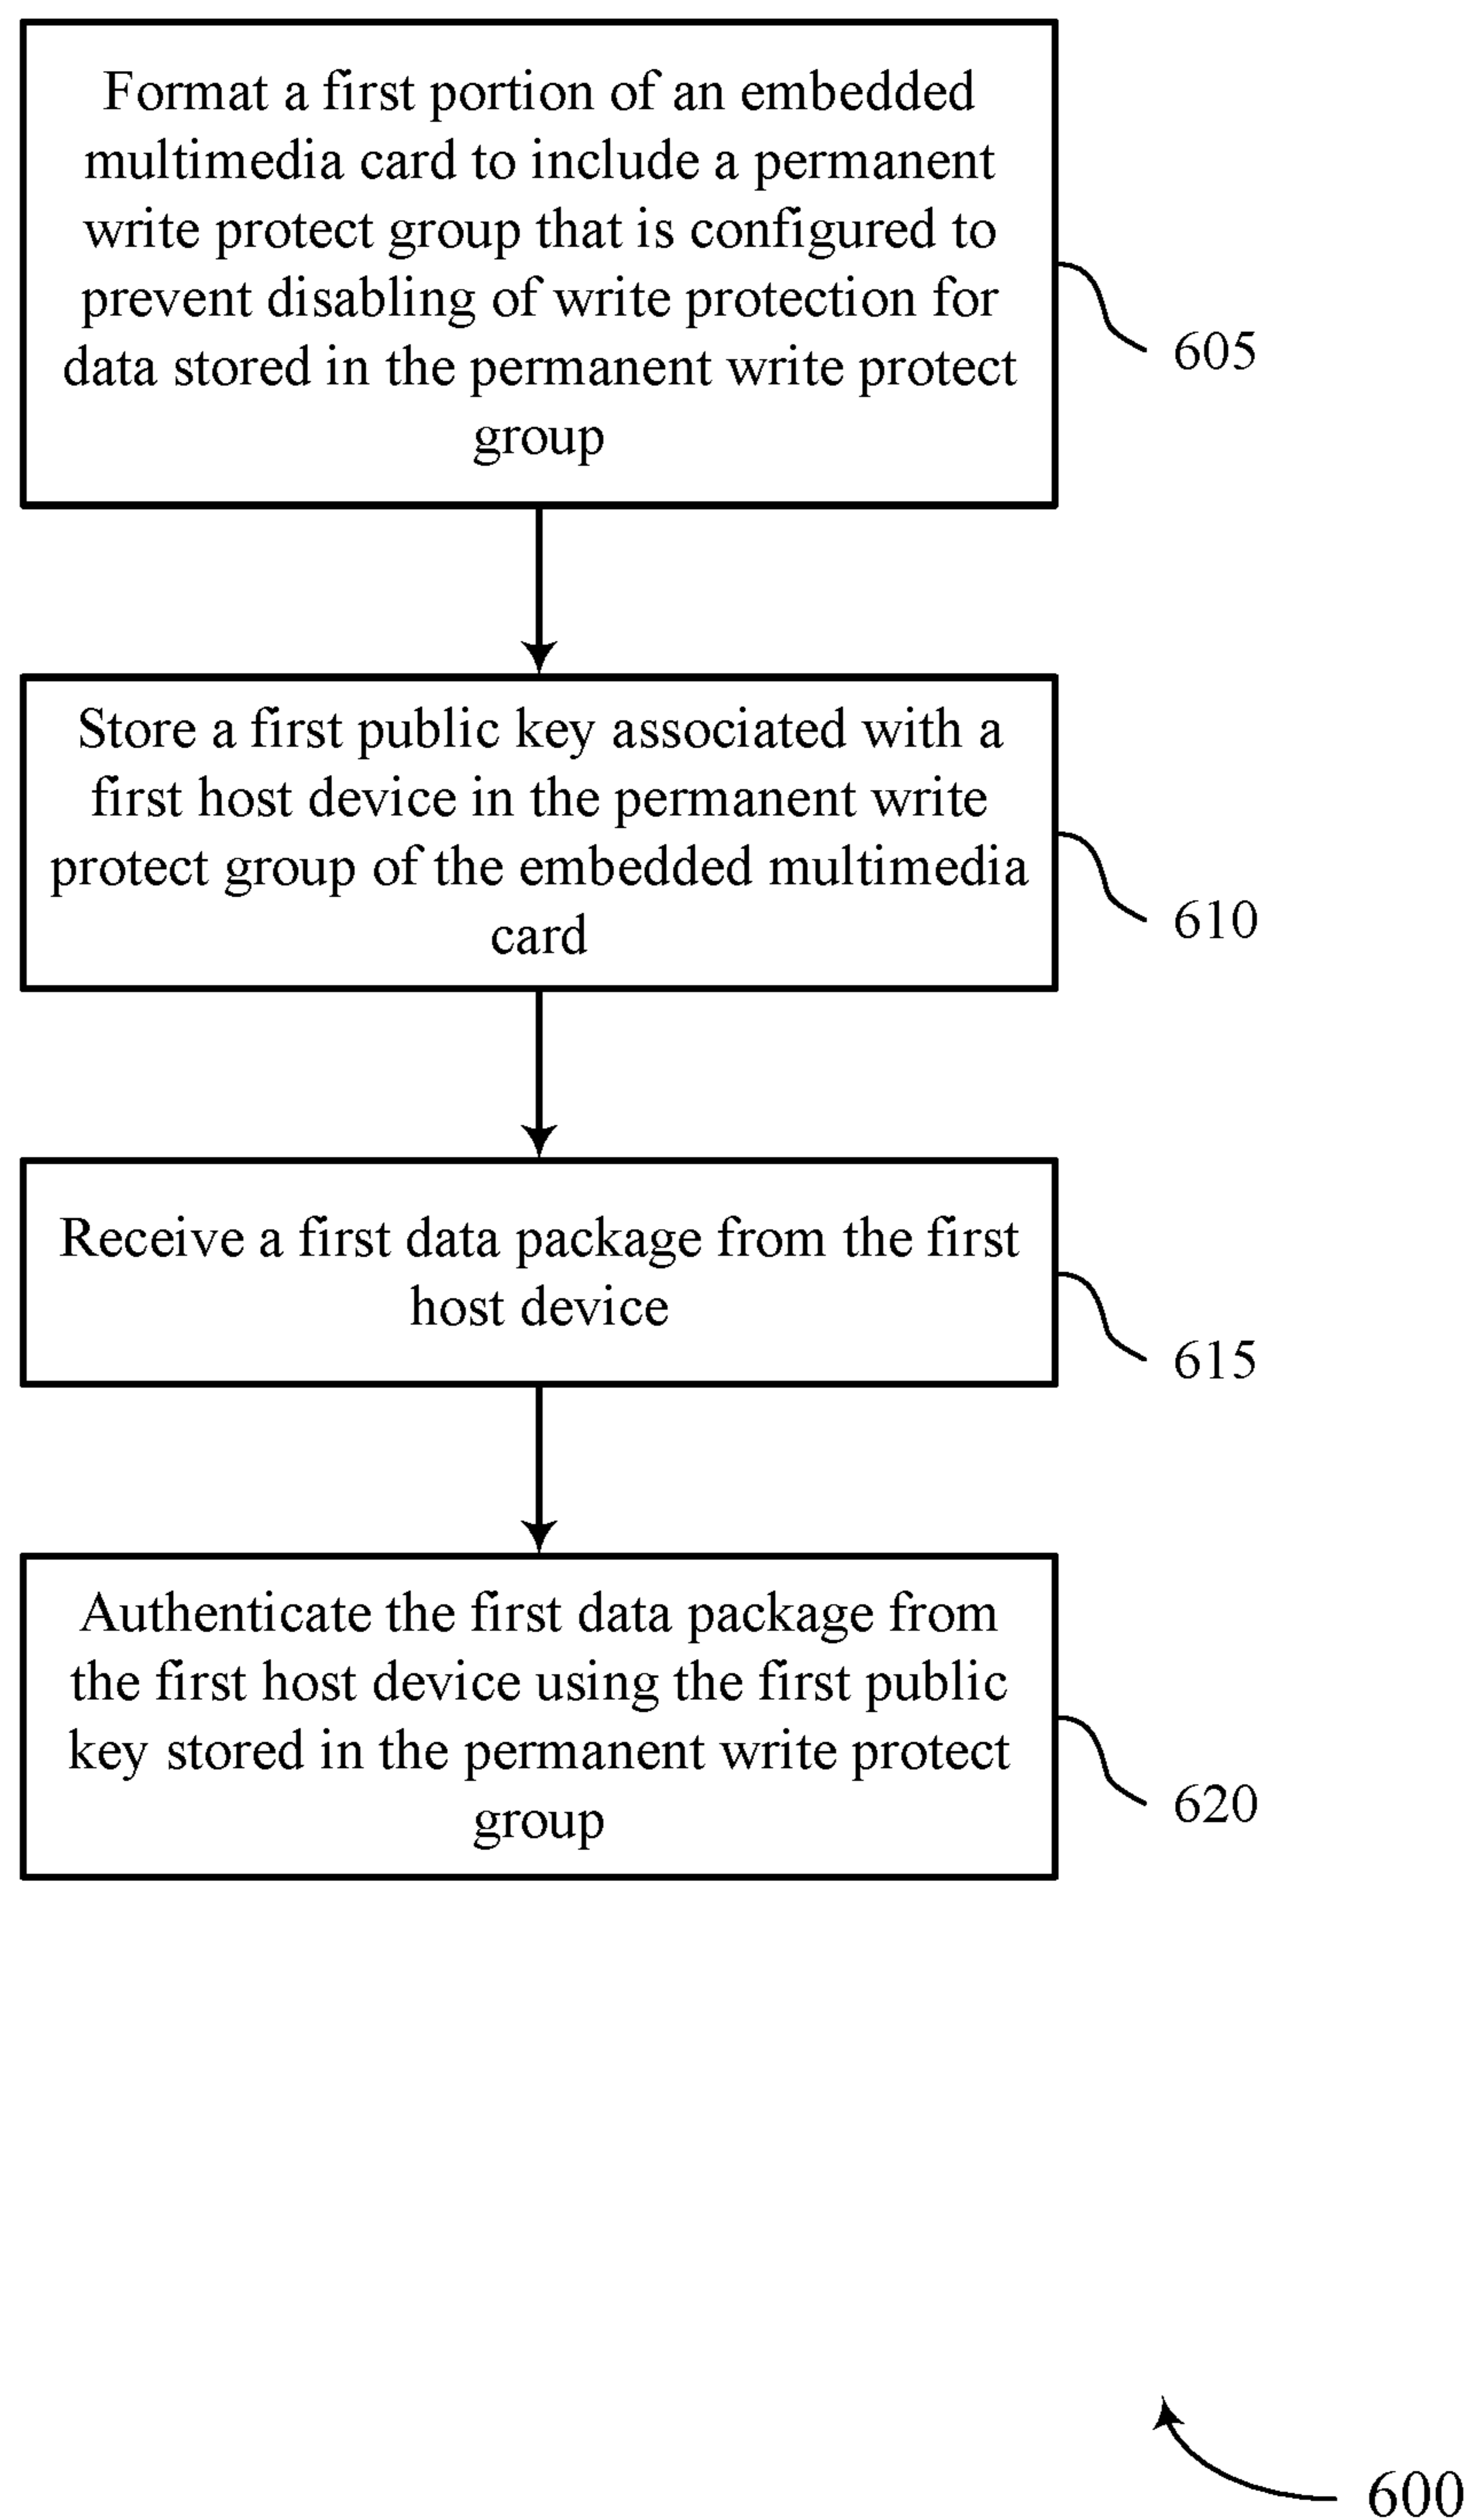 Format a first portion of an embedded
multimedia card to include a permanent
write protect group that is configured to
prevent disabling of write protection for
data stored in the permanent write protect
group
605
Store a first public key associated with a
first host device in the permanent write
protect group of the embedded multimedia
card
610
Receive a first data package from the first
host device
615
Authenticate the first data package from
the first host device using the first public
key stored in the permanent write protect
group
620
600